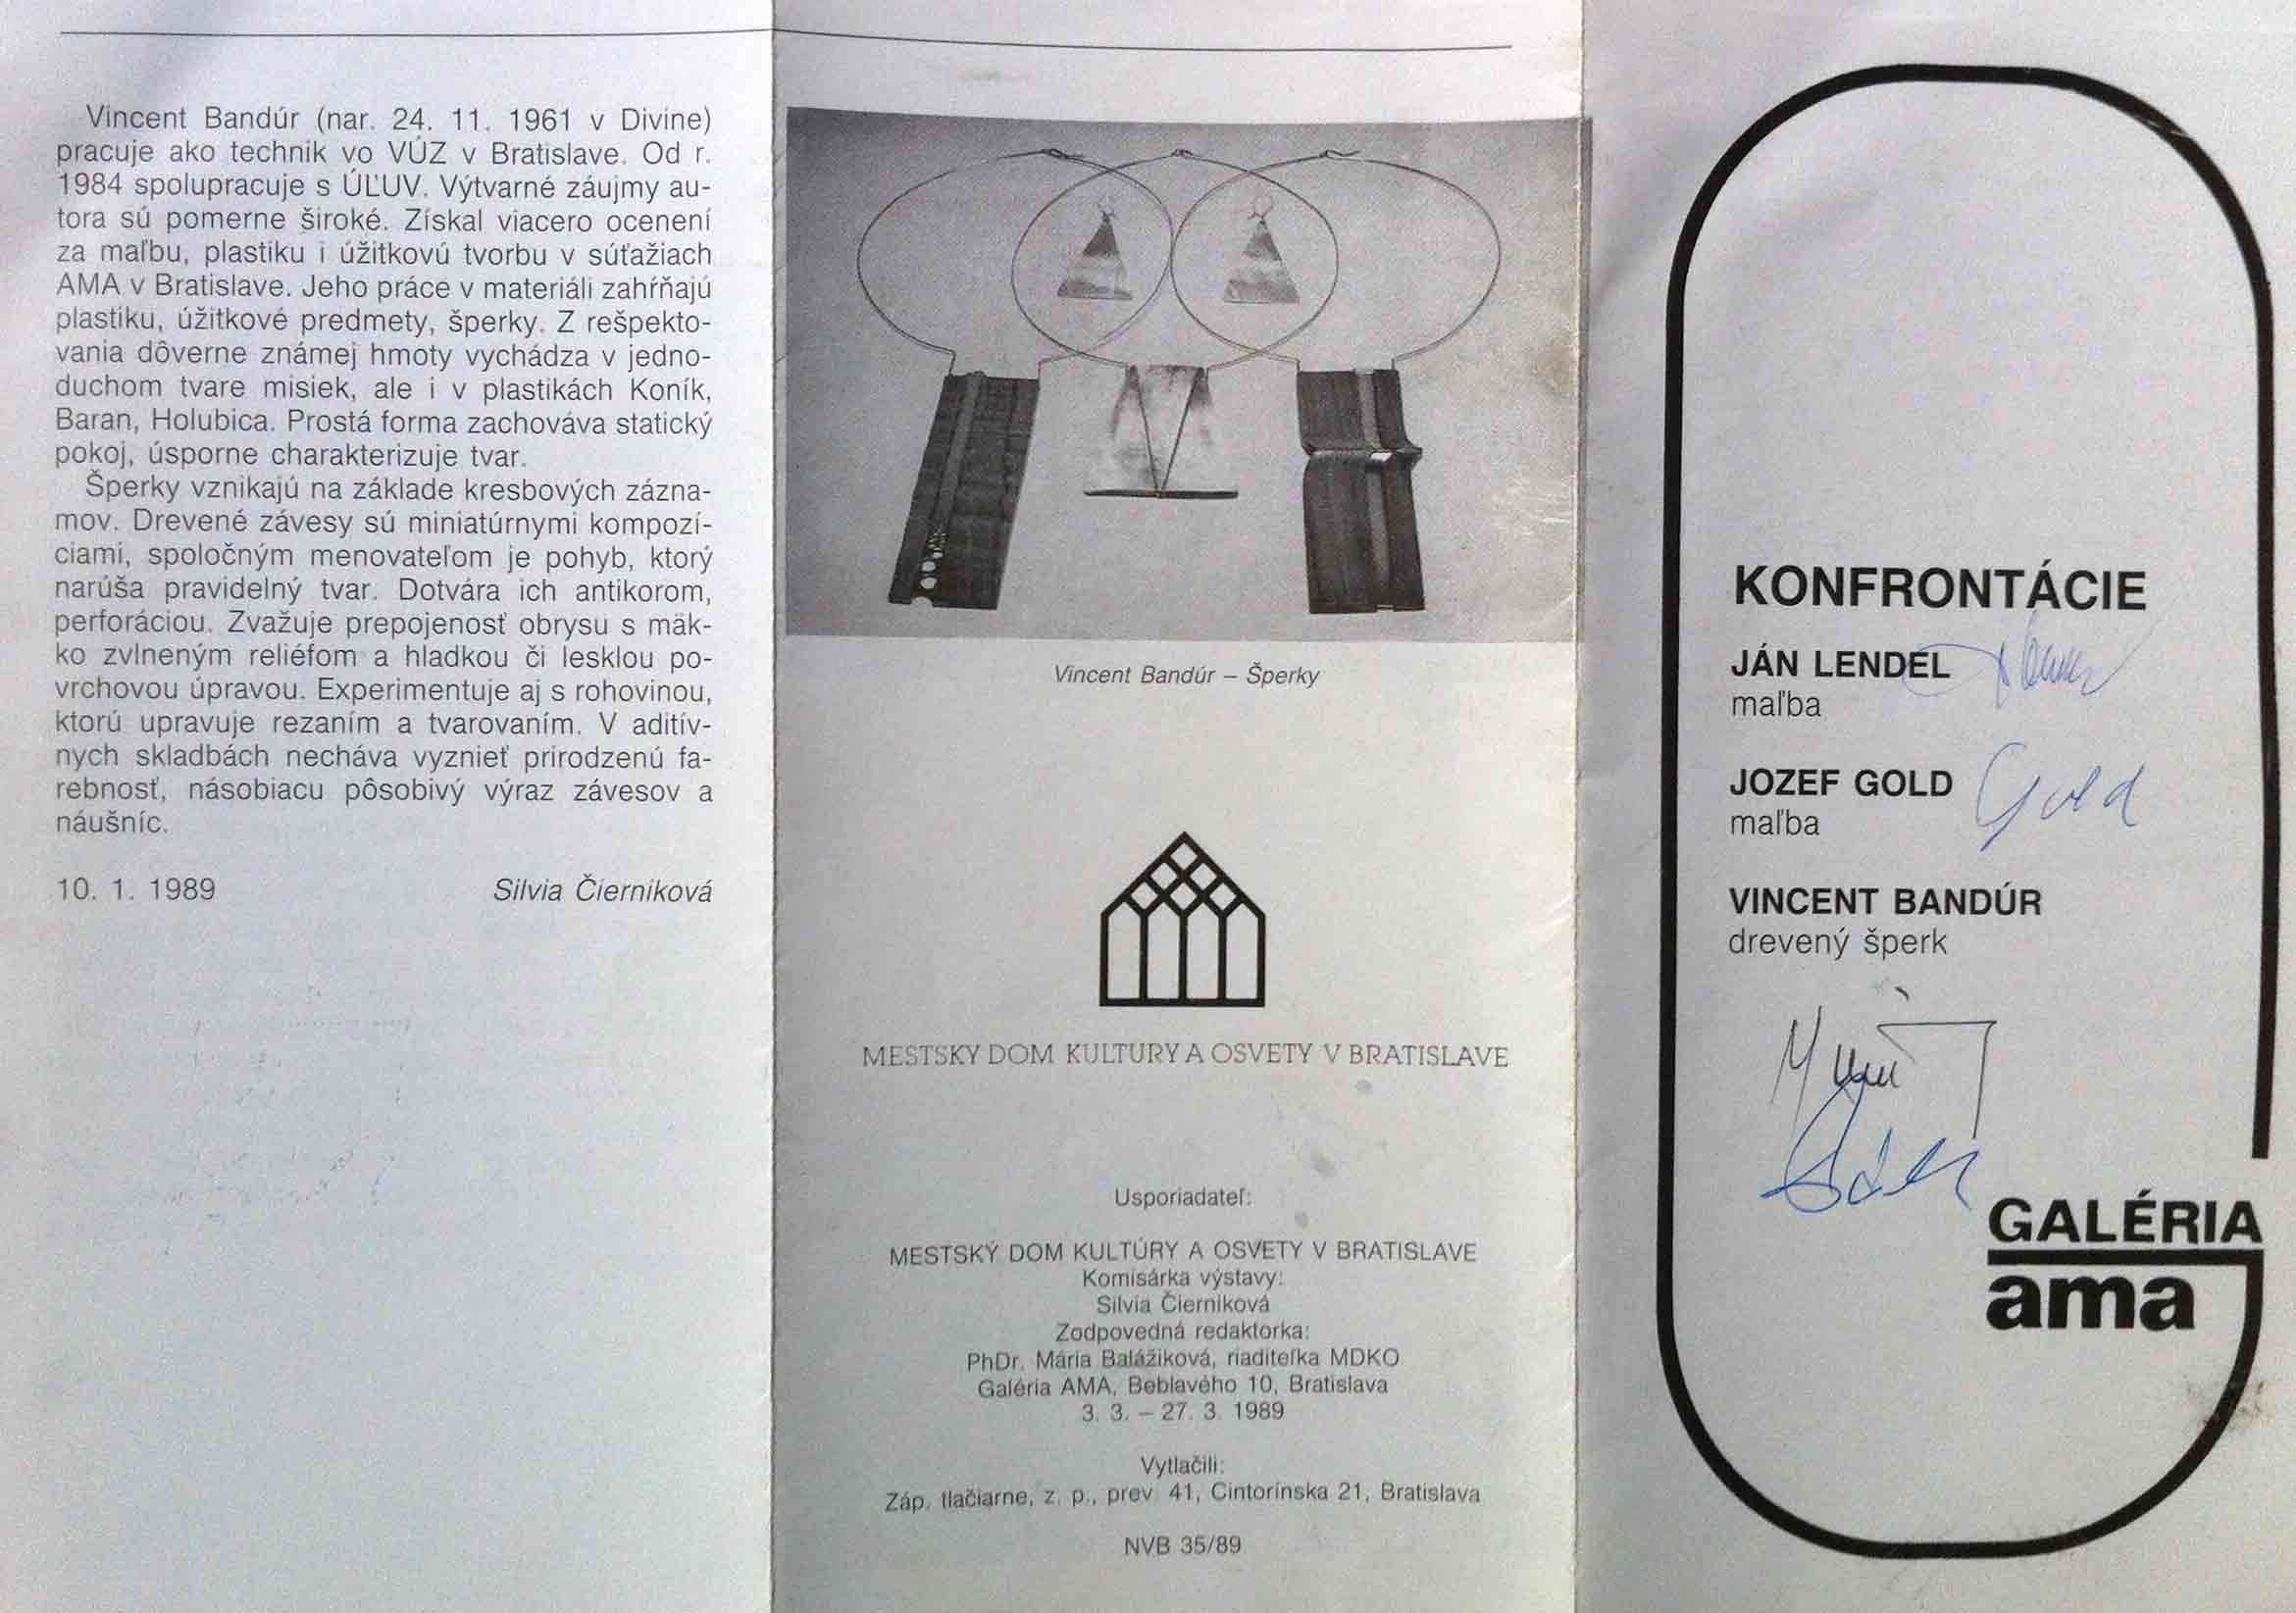 Vincent Bandúr (nar. 24. 11. 1961 v Divine)
pracuje ako technik vo VÚZ v Bratislave. Od r.
1984 spolupracuje s ÚĽUV. Výtvarné záujmy au-
tora sú pomerne široké. Získal viacero ocenení
za maľbu, plastiku i úžitkovú tvorbu v súťažiach
AMA v Bratislave. Jeho práce v materiáli zahŕňajú
plastiku, úžitkové predmety, šperky. Z rešpekto-
vania dôverne známej hmoty vychádza v jedno-
duchom tvare misiek, ale i v plastikách Koník,
Baran, Holubica. Prostá forma zachováva statický
pokoj, úsporne charakterizuje tvar.
Šperky vznikajú na základe kresbových zázna-
mov. Drevené závesy sú miniatúrnymi kompozí-
ciami, spoločným menovateľom je pohyb, ktorý
narúša pravidelný tvar. Dotvára ich antikorom,
perforáciou. Zvažuje prepojenosť obrysu s mäk-
ko zvlneným reliéfom a hladkou či lesklou po-
vrchovou úpravou. Experimentuje aj s rohovinou,
ktorú upravuje rezaním a tvarovaním. V aditív-
nych skladbách necháva vyznieť prirodzenú fa-
rebnosť, násobiacu pôsobivý výraz závesov a
náušníc.
10. 1. 1989 Silvia Čierniková
Vincent Bandúr – Šperky
MESTSKY DOM KULTURY A OSVETY V BRATISLAVE
Usporiadateľ:
MESTSKÝ DOM KULTÚRY A OSVETY V BRATISLAVE
Komisárka výstavy:
Silvia Čierniková
Zodpovedná redaktorka:
PhDr. Mária Balážiková, riaditeľka MDKO
Galéria AMA, Beblavého 10, Bratislava
3. 3. – 27. 3. 1989
Vytlačili:
Záp. tlačiarne, z. p., prev. 41, Cintorínska 21, Bratislava
NVB 35/89
KONFRONTÁCIE
JÁN LENDEL
maľba
JOZEF GOLD Gold
maľba
VINCENT BANDÚR
drevený šperk
GALÉRIA
ama